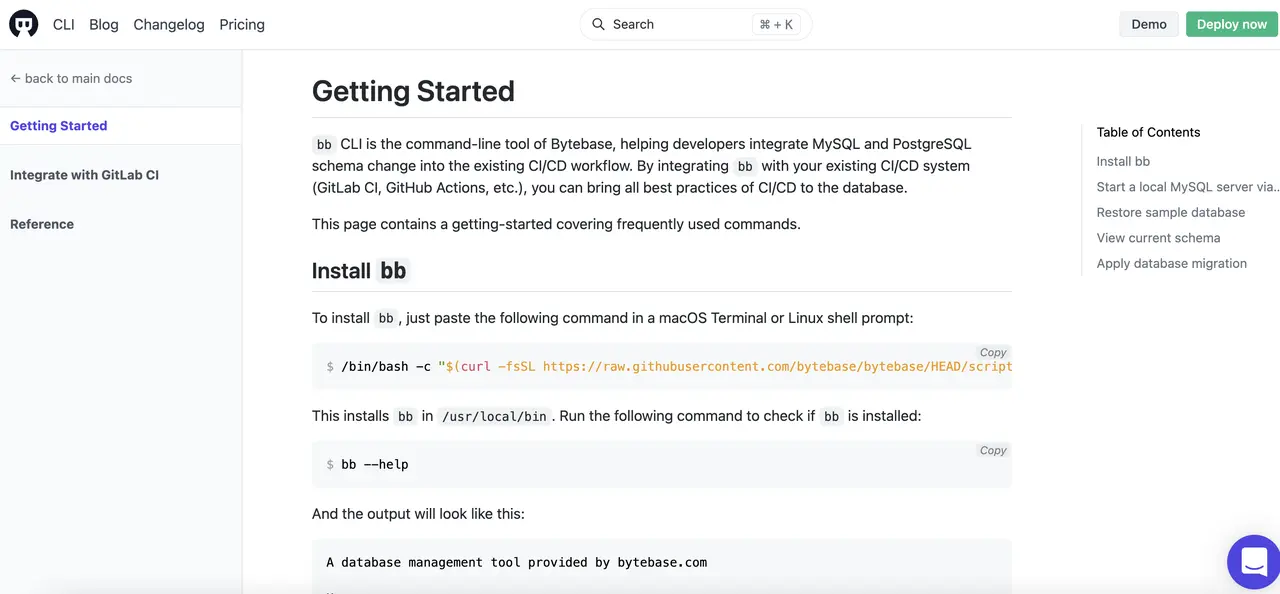 CLI Blog Changelog Pricing
Search
⌘ + K
Demo
Deploy now
← back to main docs
Getting Started
Integrate with GitLab CI
Reference
Getting Started
bb CLI is the command-line tool of Bytebase, helping developers integrate MySQL and PostgreSQL
schema change into the existing CI/CD workflow. By integrating bb with your existing CI/CD system
(GitLab CI, GitHub Actions, etc.), you can bring all best practices of CI/CD to the database.
This page contains a getting-started covering frequently used commands.
Install bb
To install bb, just paste the following command in a macOS Terminal or Linux shell prompt:
Copy
$ /bin/bash -c "$(curl -fsSL https://raw.githubusercontent.com/bytebase/bytebase/HEAD/script
This installs bb in /usr/local/bin. Run the following command to check if bb is installed:
Copy
$ bb --help
And the output will look like this:
A database management tool provided by bytebase.com
Table of Contents
Install bb
Start a local MySQL server via...
Restore sample database
View current schema
Apply database migration